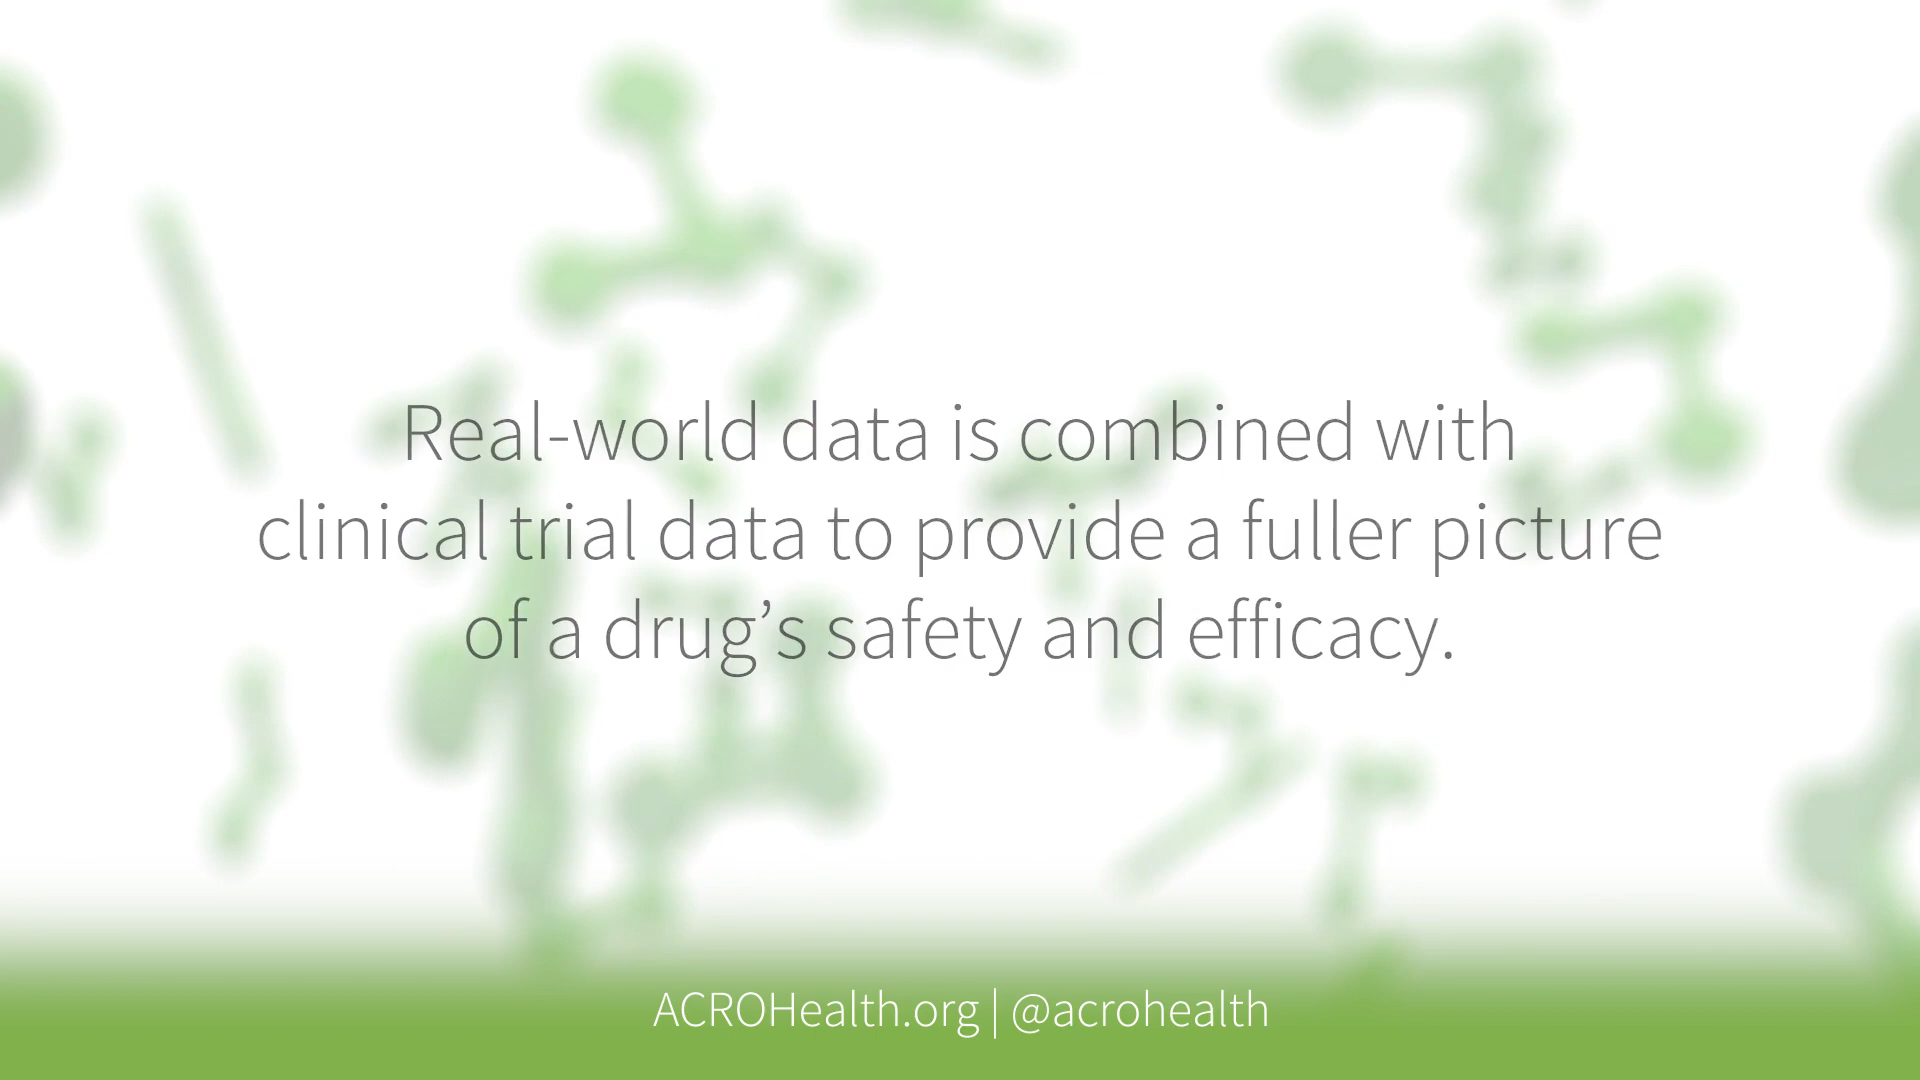 Real-world data is combined with
clinical trial data to provide a fuller picture
of a drug’s safety and efficacy.
ACROHealth.org | @acrohealth